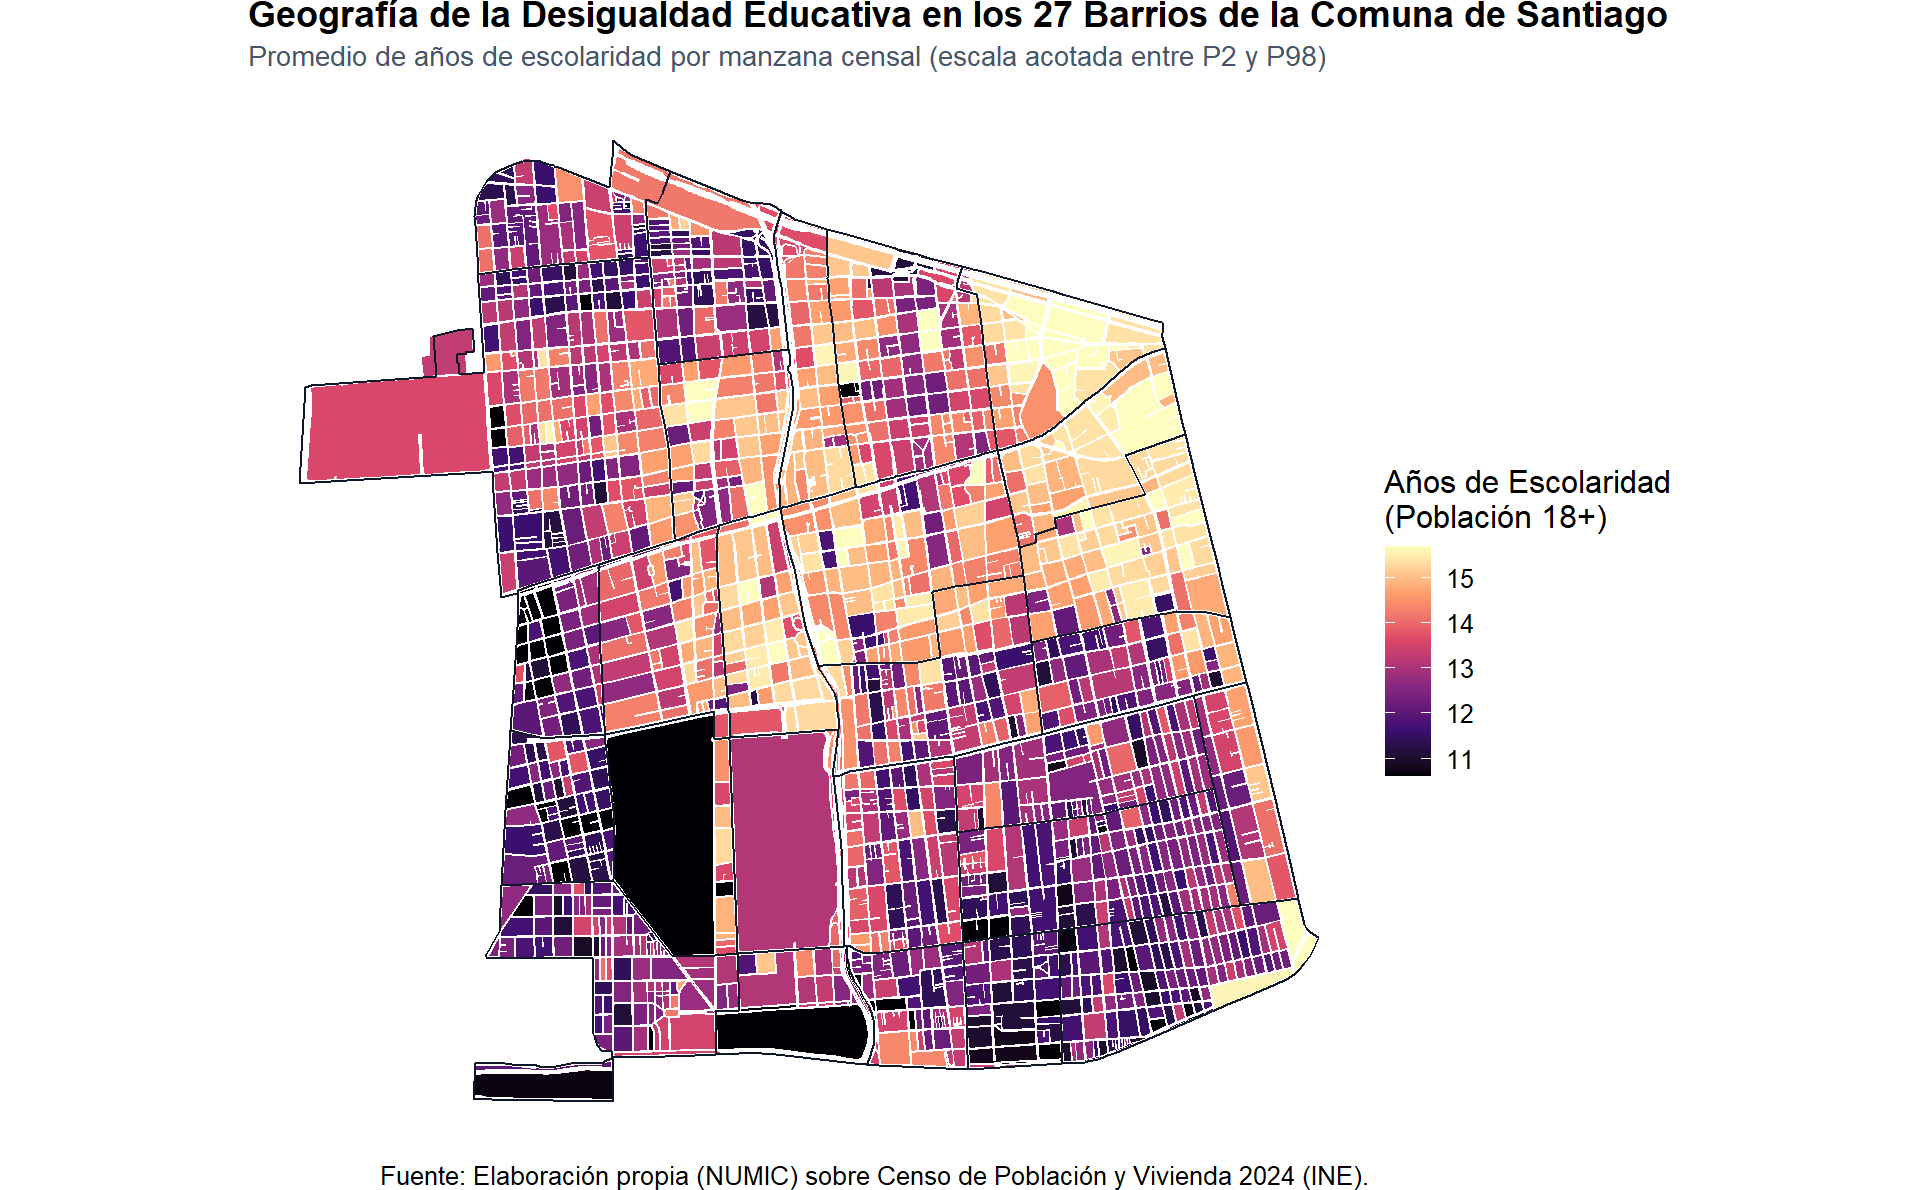 Geografía de la Desigualdad Educativa en los 27 Barrios de la Comuna de Santiago
Promedio de años de escolaridad por manzana censal (escala acotada entre P2 y P98)
Años de Escolaridad
(Población 18+)
15
14
13
12
11
Fuente: Elaboración propia (NUMIC) sobre Censo de Población y Vivienda 2024 (INE).